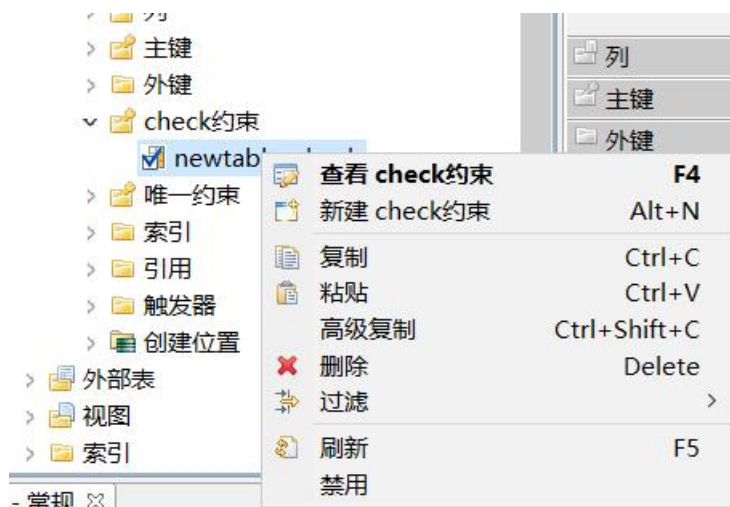 主键
外键
check约束
newtab
唯一约束
索引
引用
触发器
创建位置
外部表
视图
索引
- 常规
列
主键
外键
查看 check约束 F4
新建 check约束 Alt+N
复制 Ctrl+C
粘贴 Ctrl+V
高级复制 Ctrl+Shift+C
删除 Delete
过滤
刷新 F5
禁用